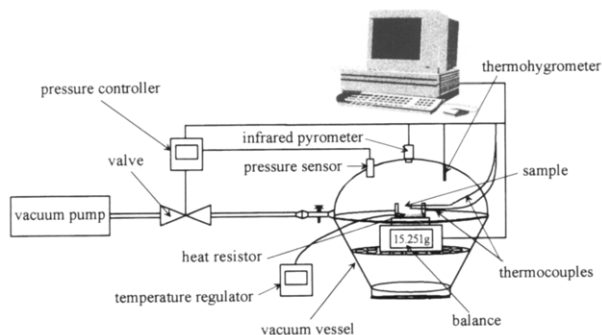 thermohygrometer
pressure controller
infrared pyrometer
valve
pressure sensor
sample
vacuum pump
15.251g
heat resistor
thermocouples
temperature regulator
balance
vacuum vessel